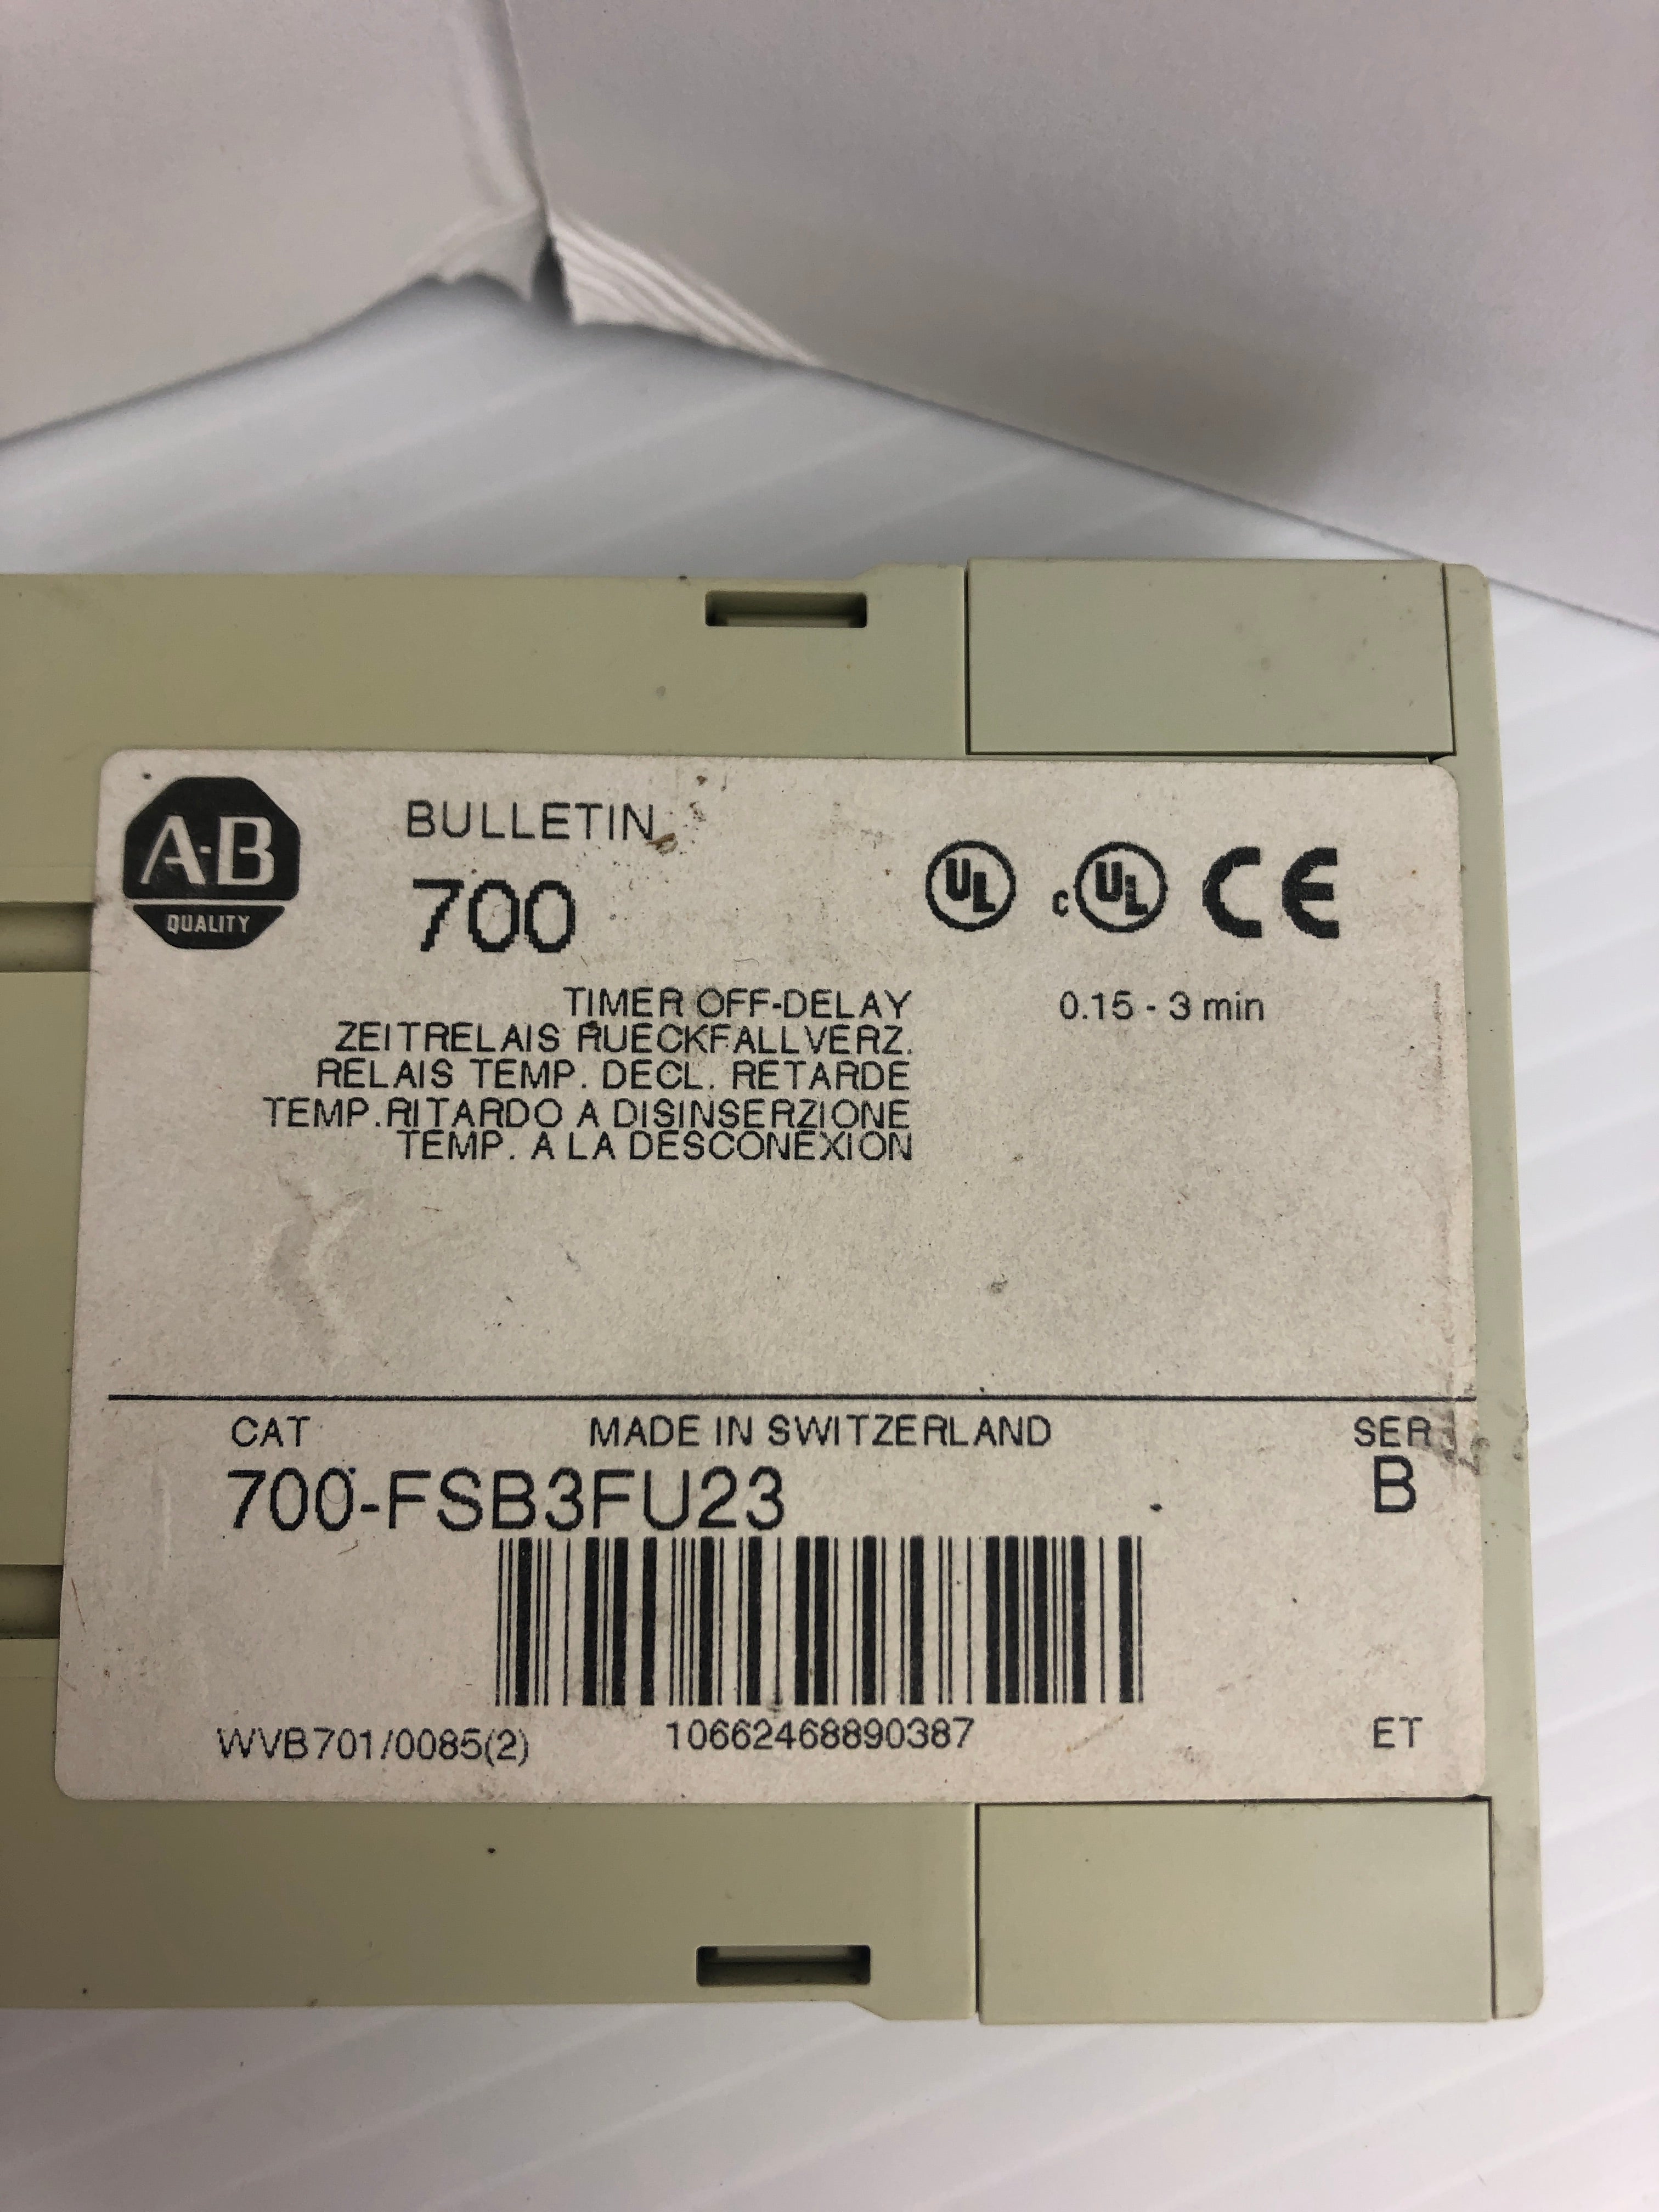 A-B
QUALITY
BULLETIN
700
UL
c UL CE
TIMER OFF-DELAY
0.15 - 3 min
ZEITRELAIS RUECKFALLVERZ.
RELAIS TEMP. DECL. RETARDE
TEMP.RITARDO A DISINSERZIONE
TEMP. A LA DESCONEXION
CAT
MADE IN SWITZERLAND
SER
700-FSB3FU23
B
WVB701/0085(2)
10662468890387
ET